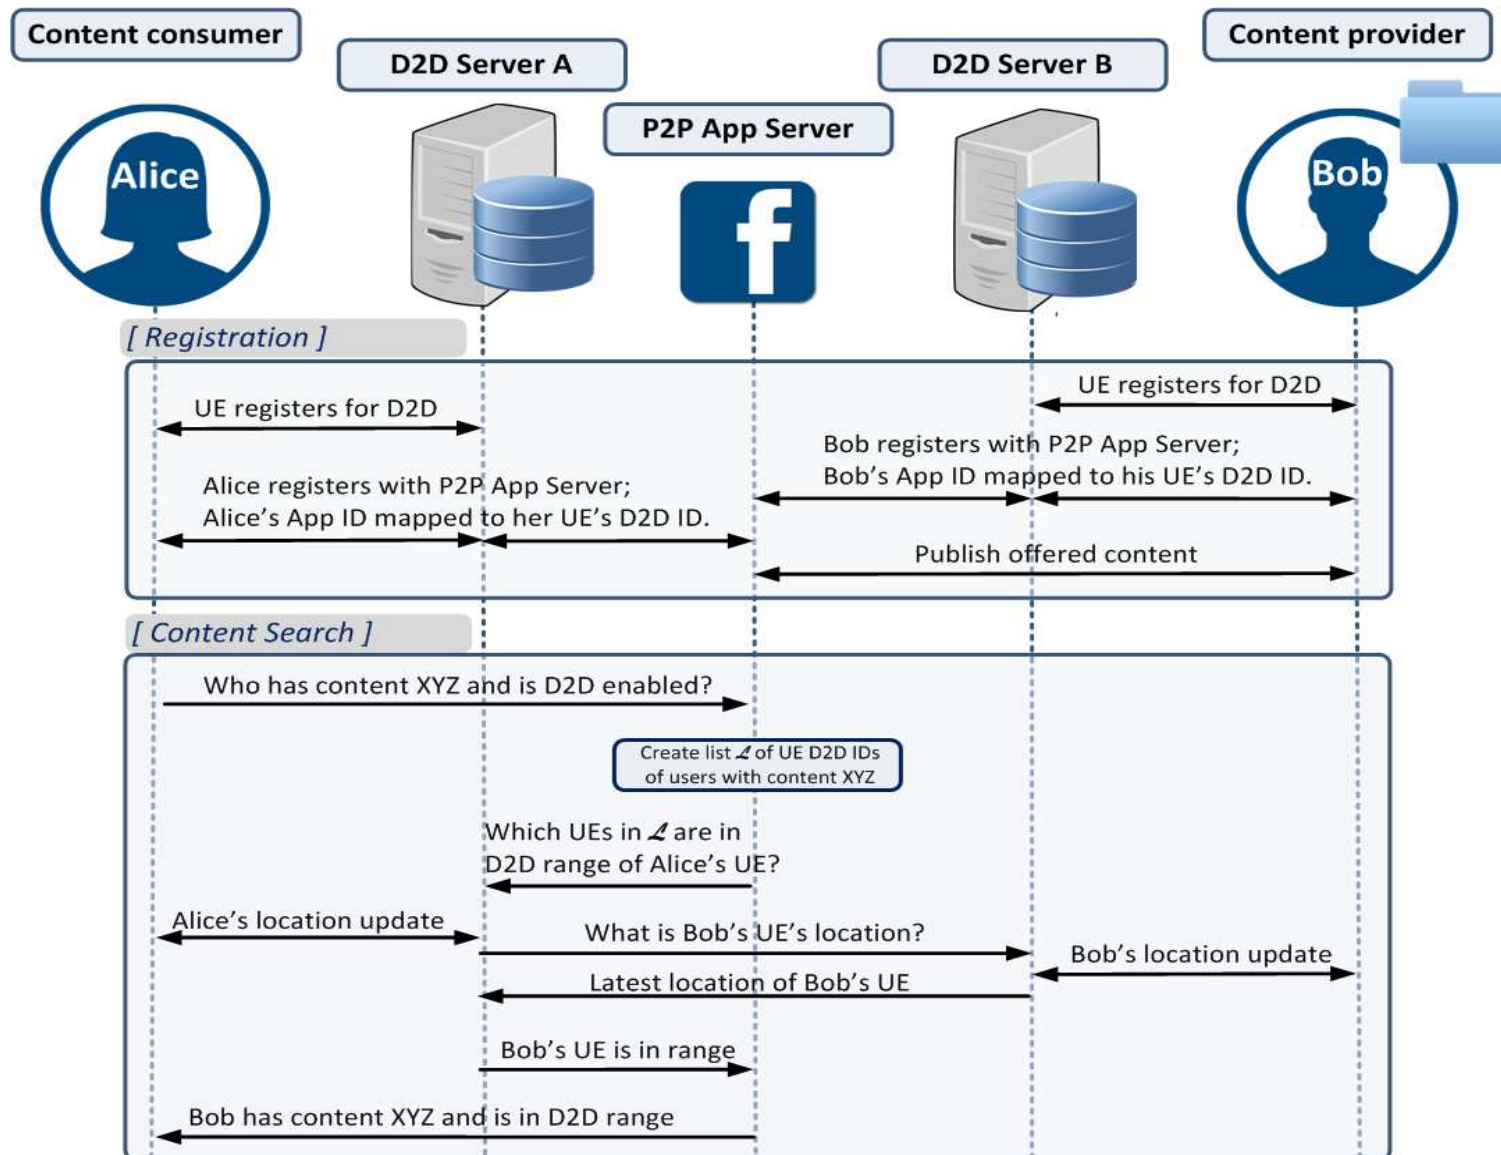 Content consumer
D2D Server A
D2D Server B
Content provider
P2P App Server
Alice
f
Bob
[ Registration ]
UE registers for D2D
UE registers for D2D
Bob registers with P2P App Server;
Bob's App ID mapped to his UE's D2D ID.
Alice registers with P2P App Server;
Alice's App ID mapped to her UE's D2D ID.
Publish offered content
[ Content Search ]
Who has content XYZ and is D2D enabled?
Create list ℒ of UE D2D IDs
of users with content XYZ
Which UEs in ℒ are in
D2D range of Alice's UE?
Alice's location update
What is Bob's UE's location?
Bob's location update
Latest location of Bob's UE
Bob's UE is in range
Bob has content XYZ and is in D2D range